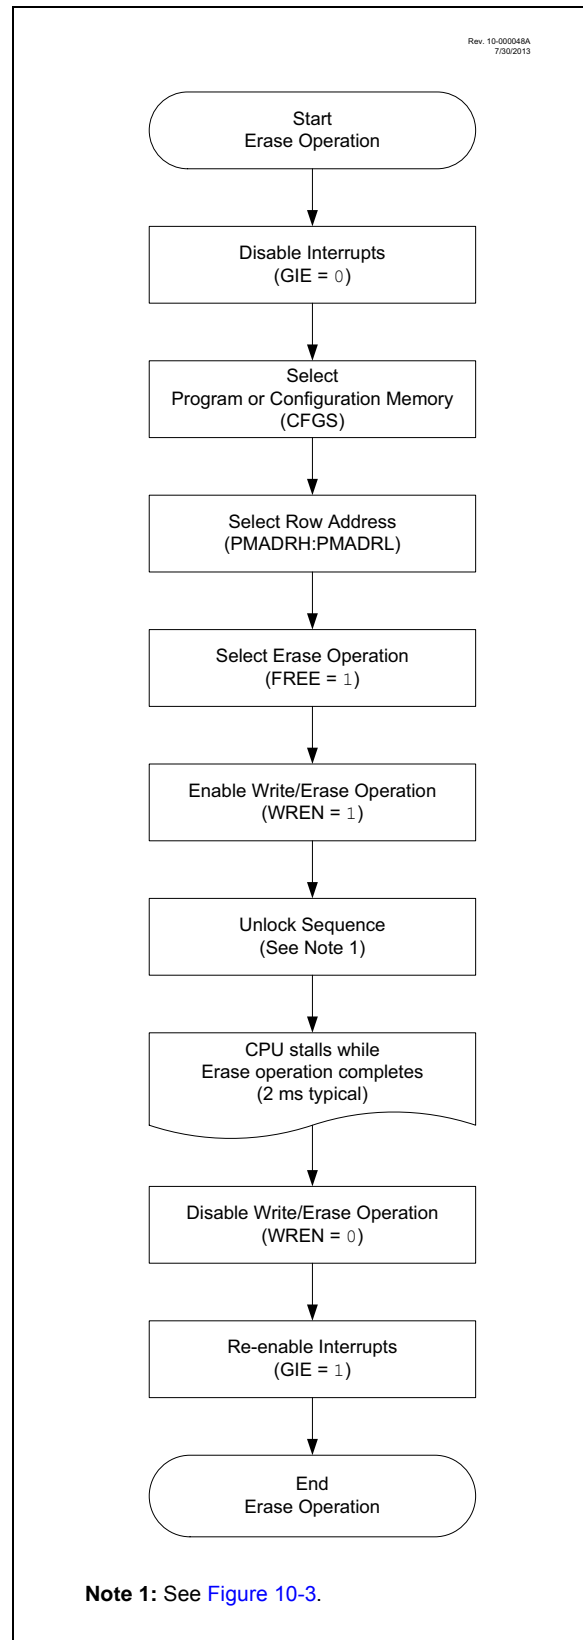 Rev. 10-000048A
7/30/2013
Start
Erase Operation
Disable Interrupts
(GIE = 0)
Select
Program or Configuration Memory
(CFGS)
Select Row Address
(PMADRH:PMADRL)
Select Erase Operation
(FREE = 1)
Enable Write/Erase Operation
(WREN = 1)
Unlock Sequence
(See Note 1)
CPU stalls while
Erase operation completes
(2 ms typical)
Disable Write/Erase Operation
(WREN = 0)
Re-enable Interrupts
(GIE = 1)
End
Erase Operation
Note 1: See Figure 10-3.